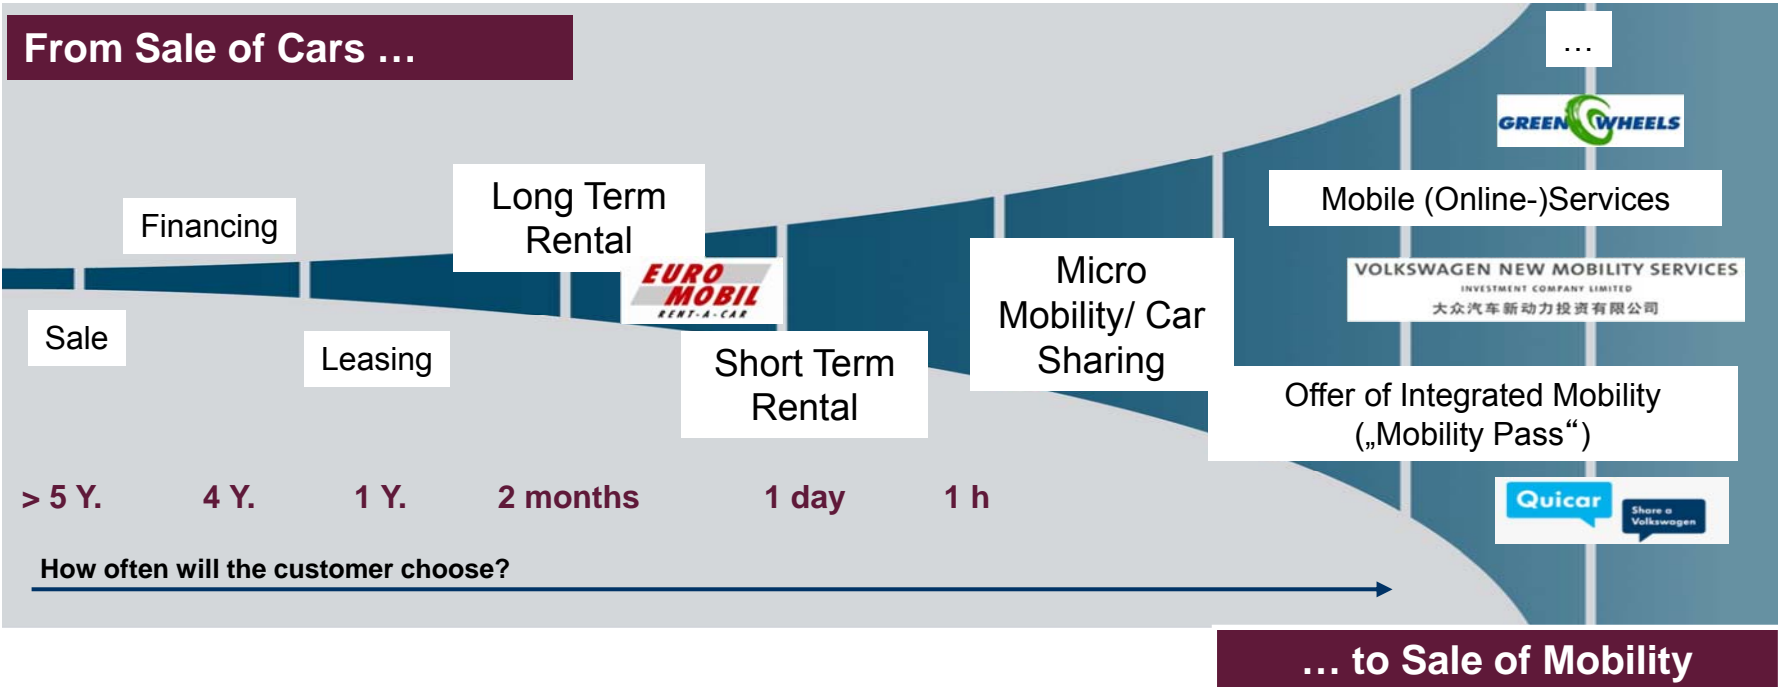 From Sale of Cars …
…
GREEN WHEELS
Long Term
Rental
Mobile (Online-)Services
Financing
EURO
MOBIL
RENT-A-CAR
Micro
Mobility/ Car
Sharing
VOLKSWAGEN NEW MOBILITY SERVICES
INVESTMENT COMPANY LIMITED
大众汽车新动力投资有限公司
Sale
Leasing
Short Term
Rental
Offer of Integrated Mobility
(„Mobility Pass“)
> 5 Y.
4 Y.
1 Y.
2 months
1 day
1 h
Quicar
Share a
Volkswagen
How often will the customer choose?
… to Sale of Mobility